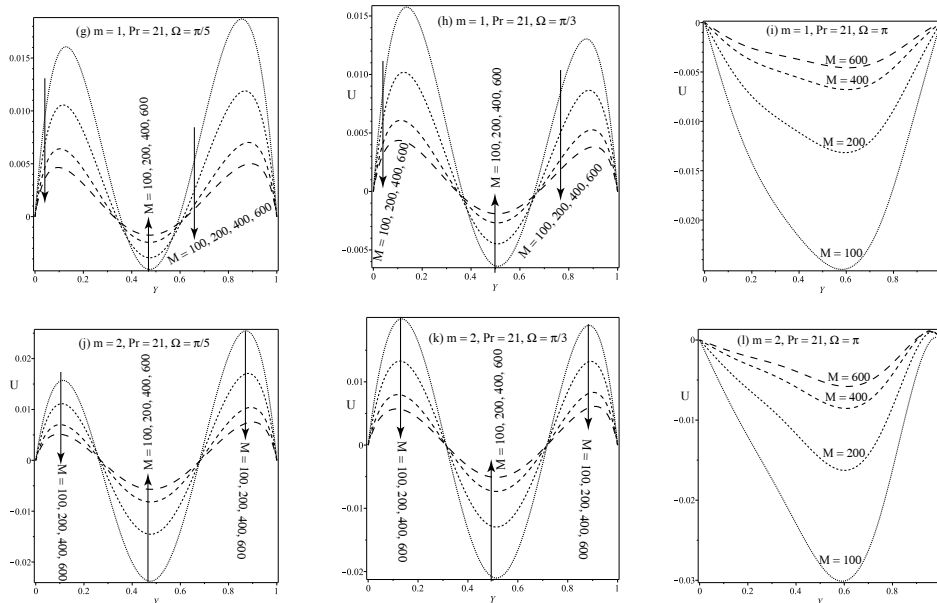 (g) m = 1, Pr = 21, Ω = π/5
0.015
0.010
U
0.005
0
M = 100, 200, 400, 600
M = 100, 200, 400, 600
0
0.2
0.4
0.6
0.8
1
Y
(h) m = 1, Pr = 21, Ω = π/3
0.015
U
0.010
0.005
0
−0.005
M = 100, 200, 400, 600
M = 100, 200, 400, 600
M = 100, 200, 400, 600
0
0.2
0.4
0.6
0.8
1
Y
(i) m = 1, Pr = 21, Ω = π
0
−0.005
U
−0.010
−0.015
−0.020
M = 600
M = 400
M = 200
M = 100
0
0.2
0.4
0.6
0.8
Y
(j) m = 2, Pr = 21, Ω = π/5
0.02
U
0.01
0
−0.01
−0.02
M = 100, 200, 400, 600
M = 100, 200, 400, 600
M = 100, 200, 400, 600
0
0.2
0.4
0.6
0.8
1
Y
(k) m = 2, Pr = 21, Ω = π/3
U
0.01
0
−0.01
−0.02
M = 100, 200, 400, 600
M = 100, 200, 400, 600
M = 100, 200, 400, 600
0
0.2
0.4
0.6
0.8
1
Y
(l) m = 2, Pr = 21, Ω = π
0
U
−0.01
−0.02
−0.03
M = 600
M = 400
M = 200
M = 100
0
0.2
0.4
0.6
0.8
Y